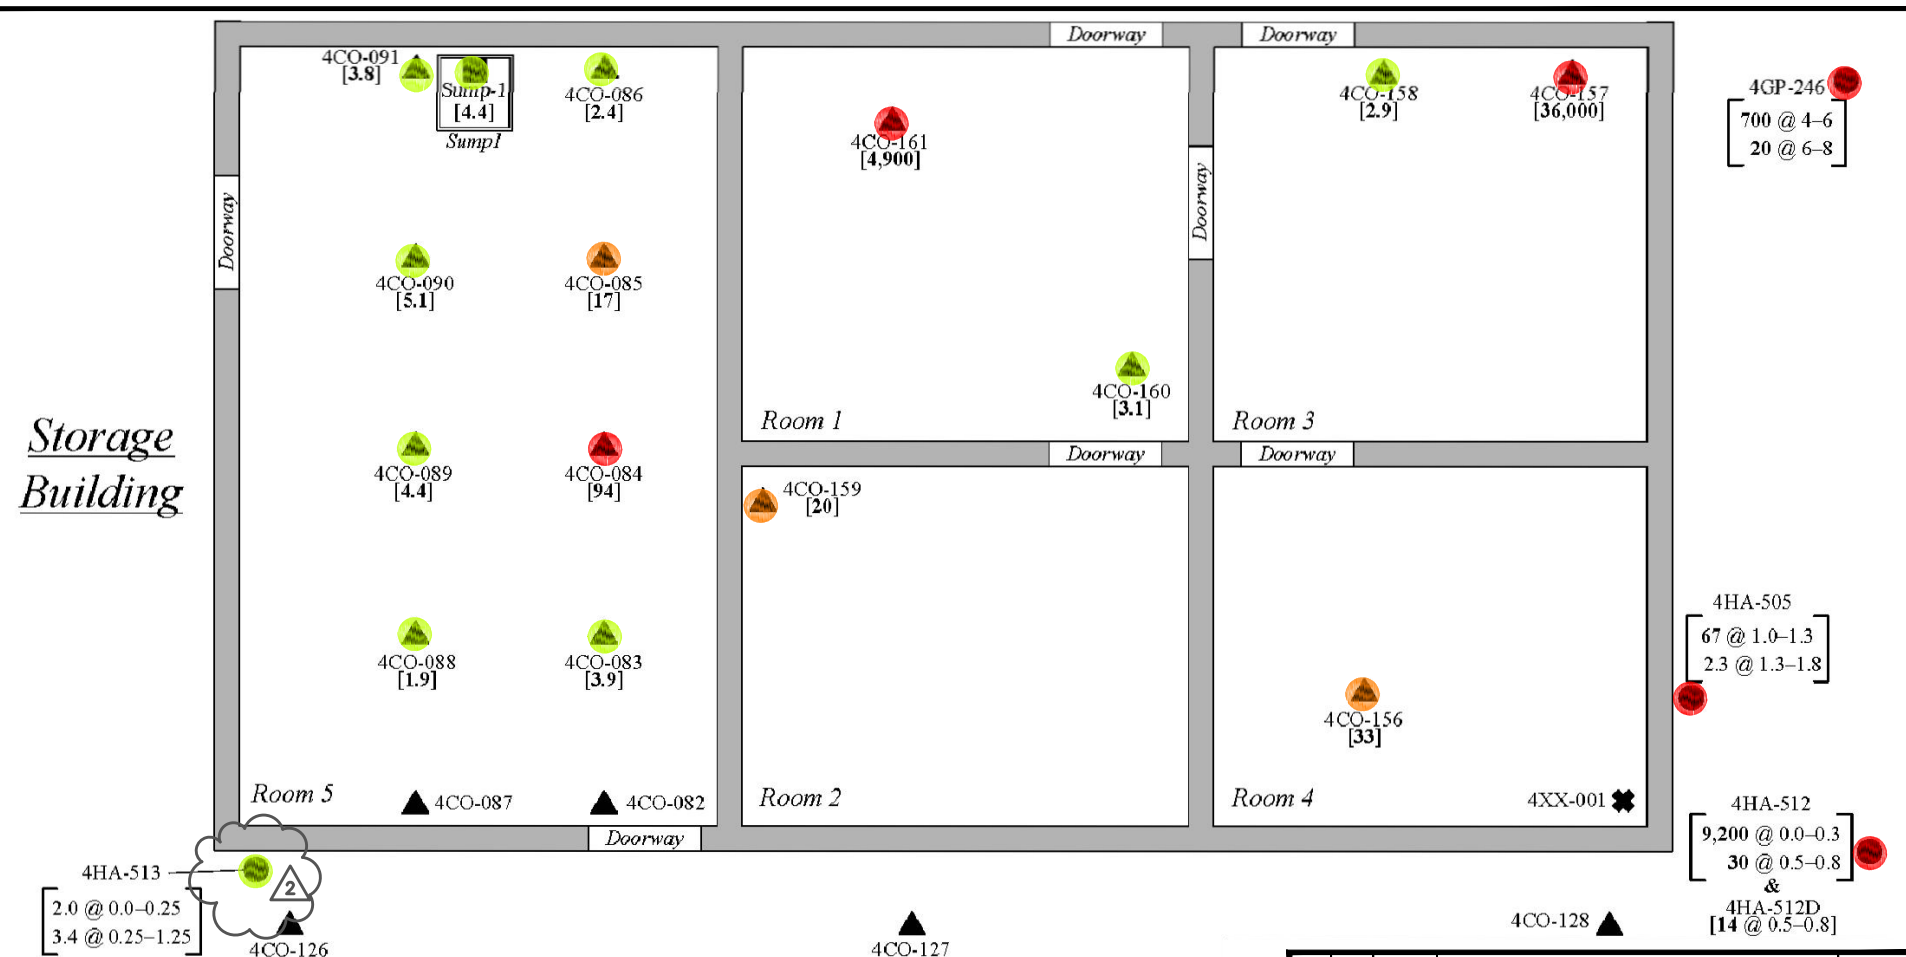 Doorway
Doorway
4CO-091
[3.8]
Sump-1
[4.4]
Sump1
4CO-086
[2.4]
4CO-161
[4,900]
4CO-158
[2.9]
4CO-157
[36,000]
4GP-246
700 @ 4–6
20 @ 6–8
Doorway
Doorway
4CO-090
[5.1]
4CO-085
[17]
4CO-160
[3.1]
Room 1
Room 3
Storage
Building
4CO-089
[4.4]
4CO-084
[94]
Doorway
Doorway
4CO-159
[20]
4CO-088
[1.9]
4CO-083
[3.9]
4HA-505
67 @ 1.0–1.3
2.3 @ 1.3–1.8
4CO-156
[33]
Room 5
4CO-087
4CO-082
Room 2
Room 4
4XX-001
Doorway
4HA-512
9,200 @ 0.0–0.3
30 @ 0.5–0.8
&
4HA-512D
[14 @ 0.5–0.8]
4HA-513
2.0 @ 0.0–0.25
3.4 @ 0.25–1.25
2
4CO-126
4CO-127
4CO-128